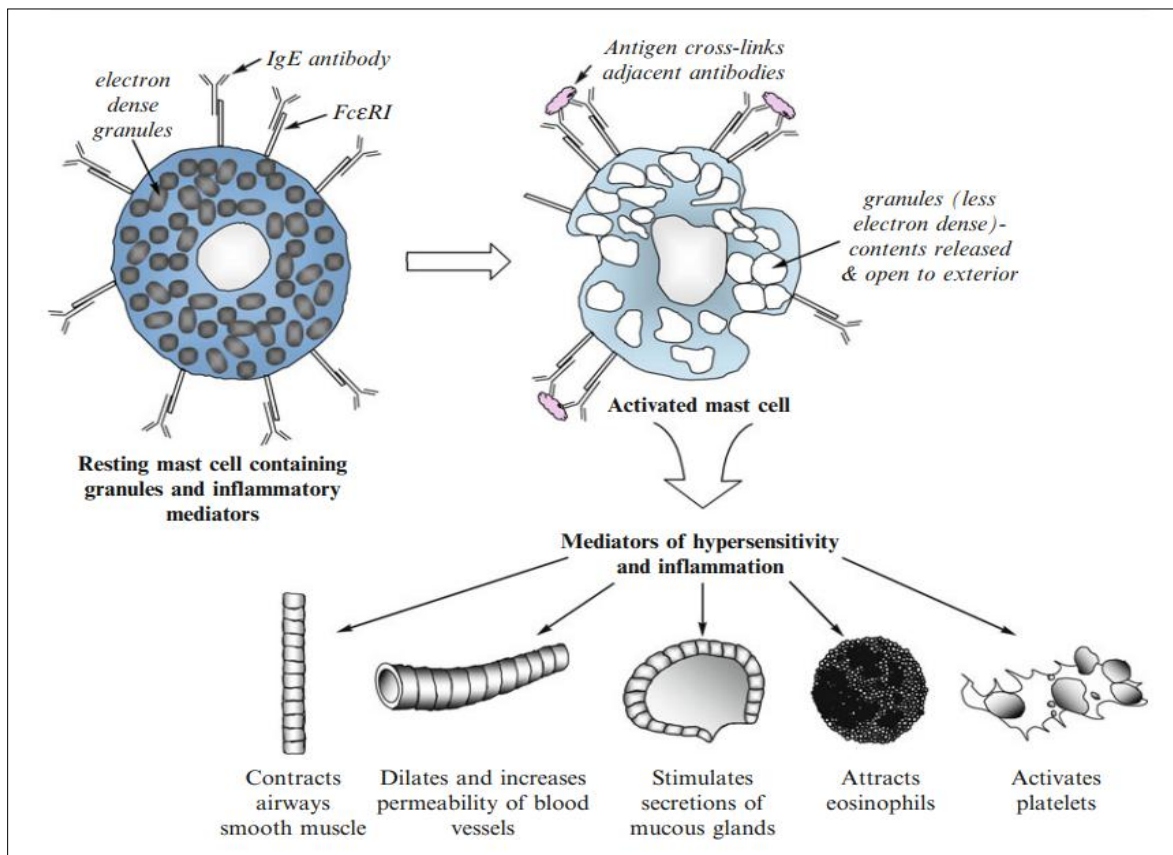 IgE antibody
electron
dense
granules
FcεRI
Antigen cross-links
adjacent antibodies
granules (less
electron dense)-
contents released
& open to exterior
Resting mast cell containing
granules and inflammatory
mediators
Activated mast cell
Mediators of hypersensitivity
and inflammation
Contracts
airways
smooth muscle
Dilates and increases
permeability of blood
vessels
Stimulates
secretions of
mucous glands
Attracts
eosinophils
Activates
platelets